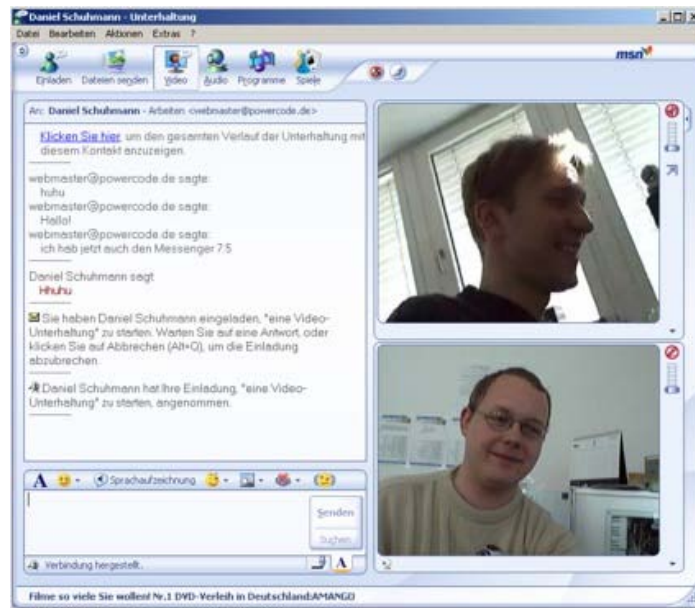 Daniel Schuhmann - Unterhaltung
Datei Bearbeiten Aktionen Extras ?
Einladen Dateien senden Video Audio Programme Spiele
msn
An: Daniel Schuhmann - Arbeiten <webmaster@powercode.de>
Klicken Sie hier, um den gesamten Verlauf der Unterhaltung mit
diesem Kontakt anzuzeigen.
webmaster@powercode.de sagte:
huhu
webmaster@powercode.de sagte:
Hallo!
webmaster@powercode.de sagte:
ich hab jetzt auch den Messenger 7.5
Daniel Schuhmann sagt
Hhuhu
Sie haben Daniel Schuhmann eingeladen, "eine Video-
Unterhaltung" zu starten. Warten Sie auf eine Antwort, oder
klicken Sie auf Abbrechen (Alt+Q), um die Einladung
abzubrechen.
Daniel Schuhmann hat Ihre Einladung, "eine Video-
Unterhaltung" zu starten, angenommen.
A Sprachaufzeichnung
Senden
Suchen
Verbindung hergestellt.
A
Filme so viele Sie wollen! Nr.1 DVD-Verleih in Deutschland:AMANGO